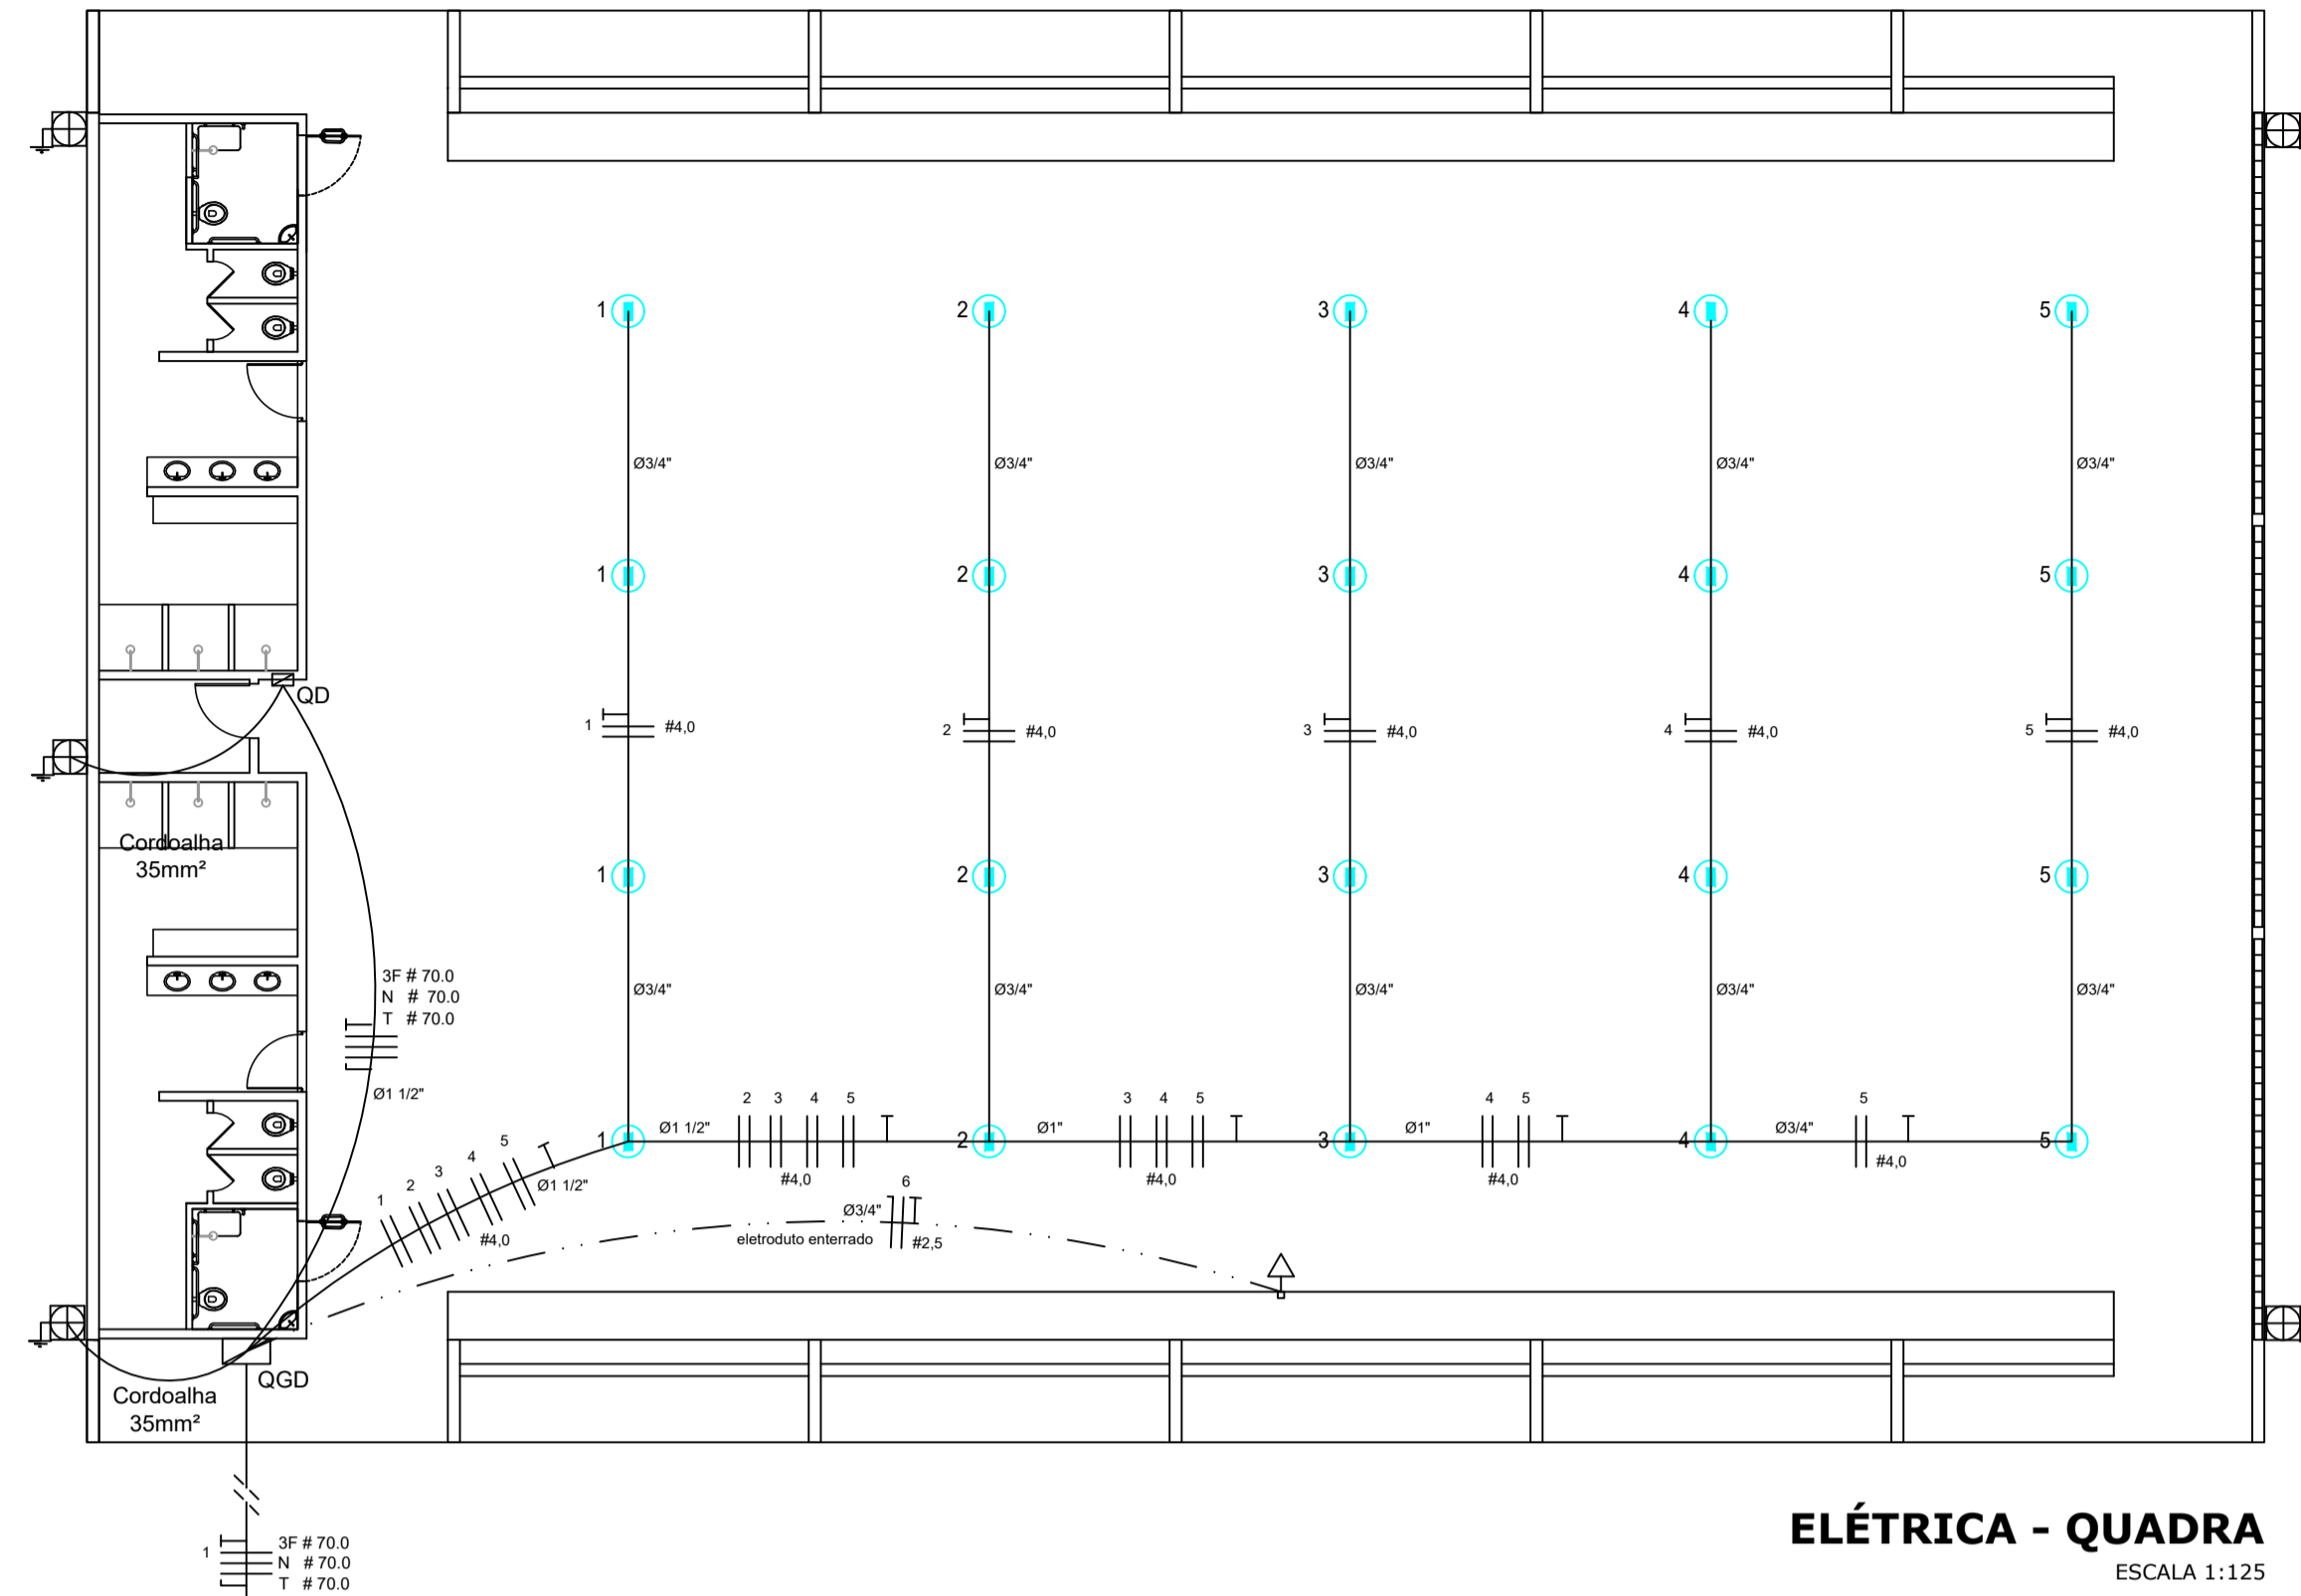 1 2 3 4 5
Ø3/4" Ø3/4" Ø3/4" Ø3/4" Ø3/4"
1 2 3 4 5
QD
1 #4,0 2 #4,0 3 #4,0 4 #4,0 5 #4,0
Cordoalha
35mm²
1 2 3 4 5
3F # 70.0
N # 70.0
T # 70.0
Ø3/4" Ø3/4" Ø3/4" Ø3/4" Ø3/4"
Ø1 1/2"
2 3 4 5 3 4 5 4 5 5
1 Ø1 1/2" 2 Ø1" 3 Ø1" 4 Ø3/4" 5
#4,0 #4,0 #4,0 #4,0
1 2 3 4 5
Ø1 1/2"
#4,0
6
Ø3/4"
eletroduto enterrado
#2,5
QGD
Cordoalha
35mm²
1
3F # 70.0
N # 70.0
T # 70.0
ELÉTRICA - QUADRA
ESCALA 1:125